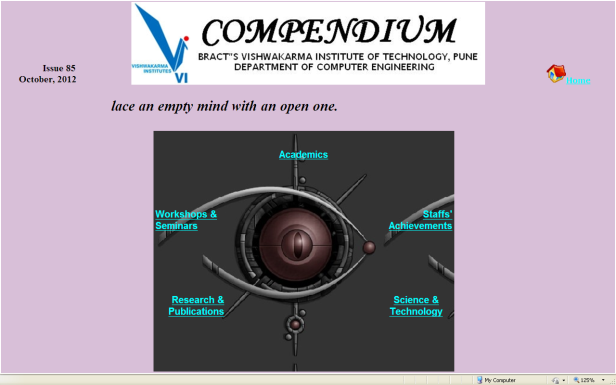 COMPENDIUM
BRACT"S VISHWAKARMA INSTITUTE OF TECHNOLOGY, PUNE
DEPARTMENT OF COMPUTER ENGINEERING
VISHWAKARMA
INSTITUTES
VI
Issue 85
October, 2012
Home
lace an empty mind with an open one.
Academics
Workshops &
Seminars
Staffs'
Achievements
Research &
Publications
Science &
Technology
My Computer
125%